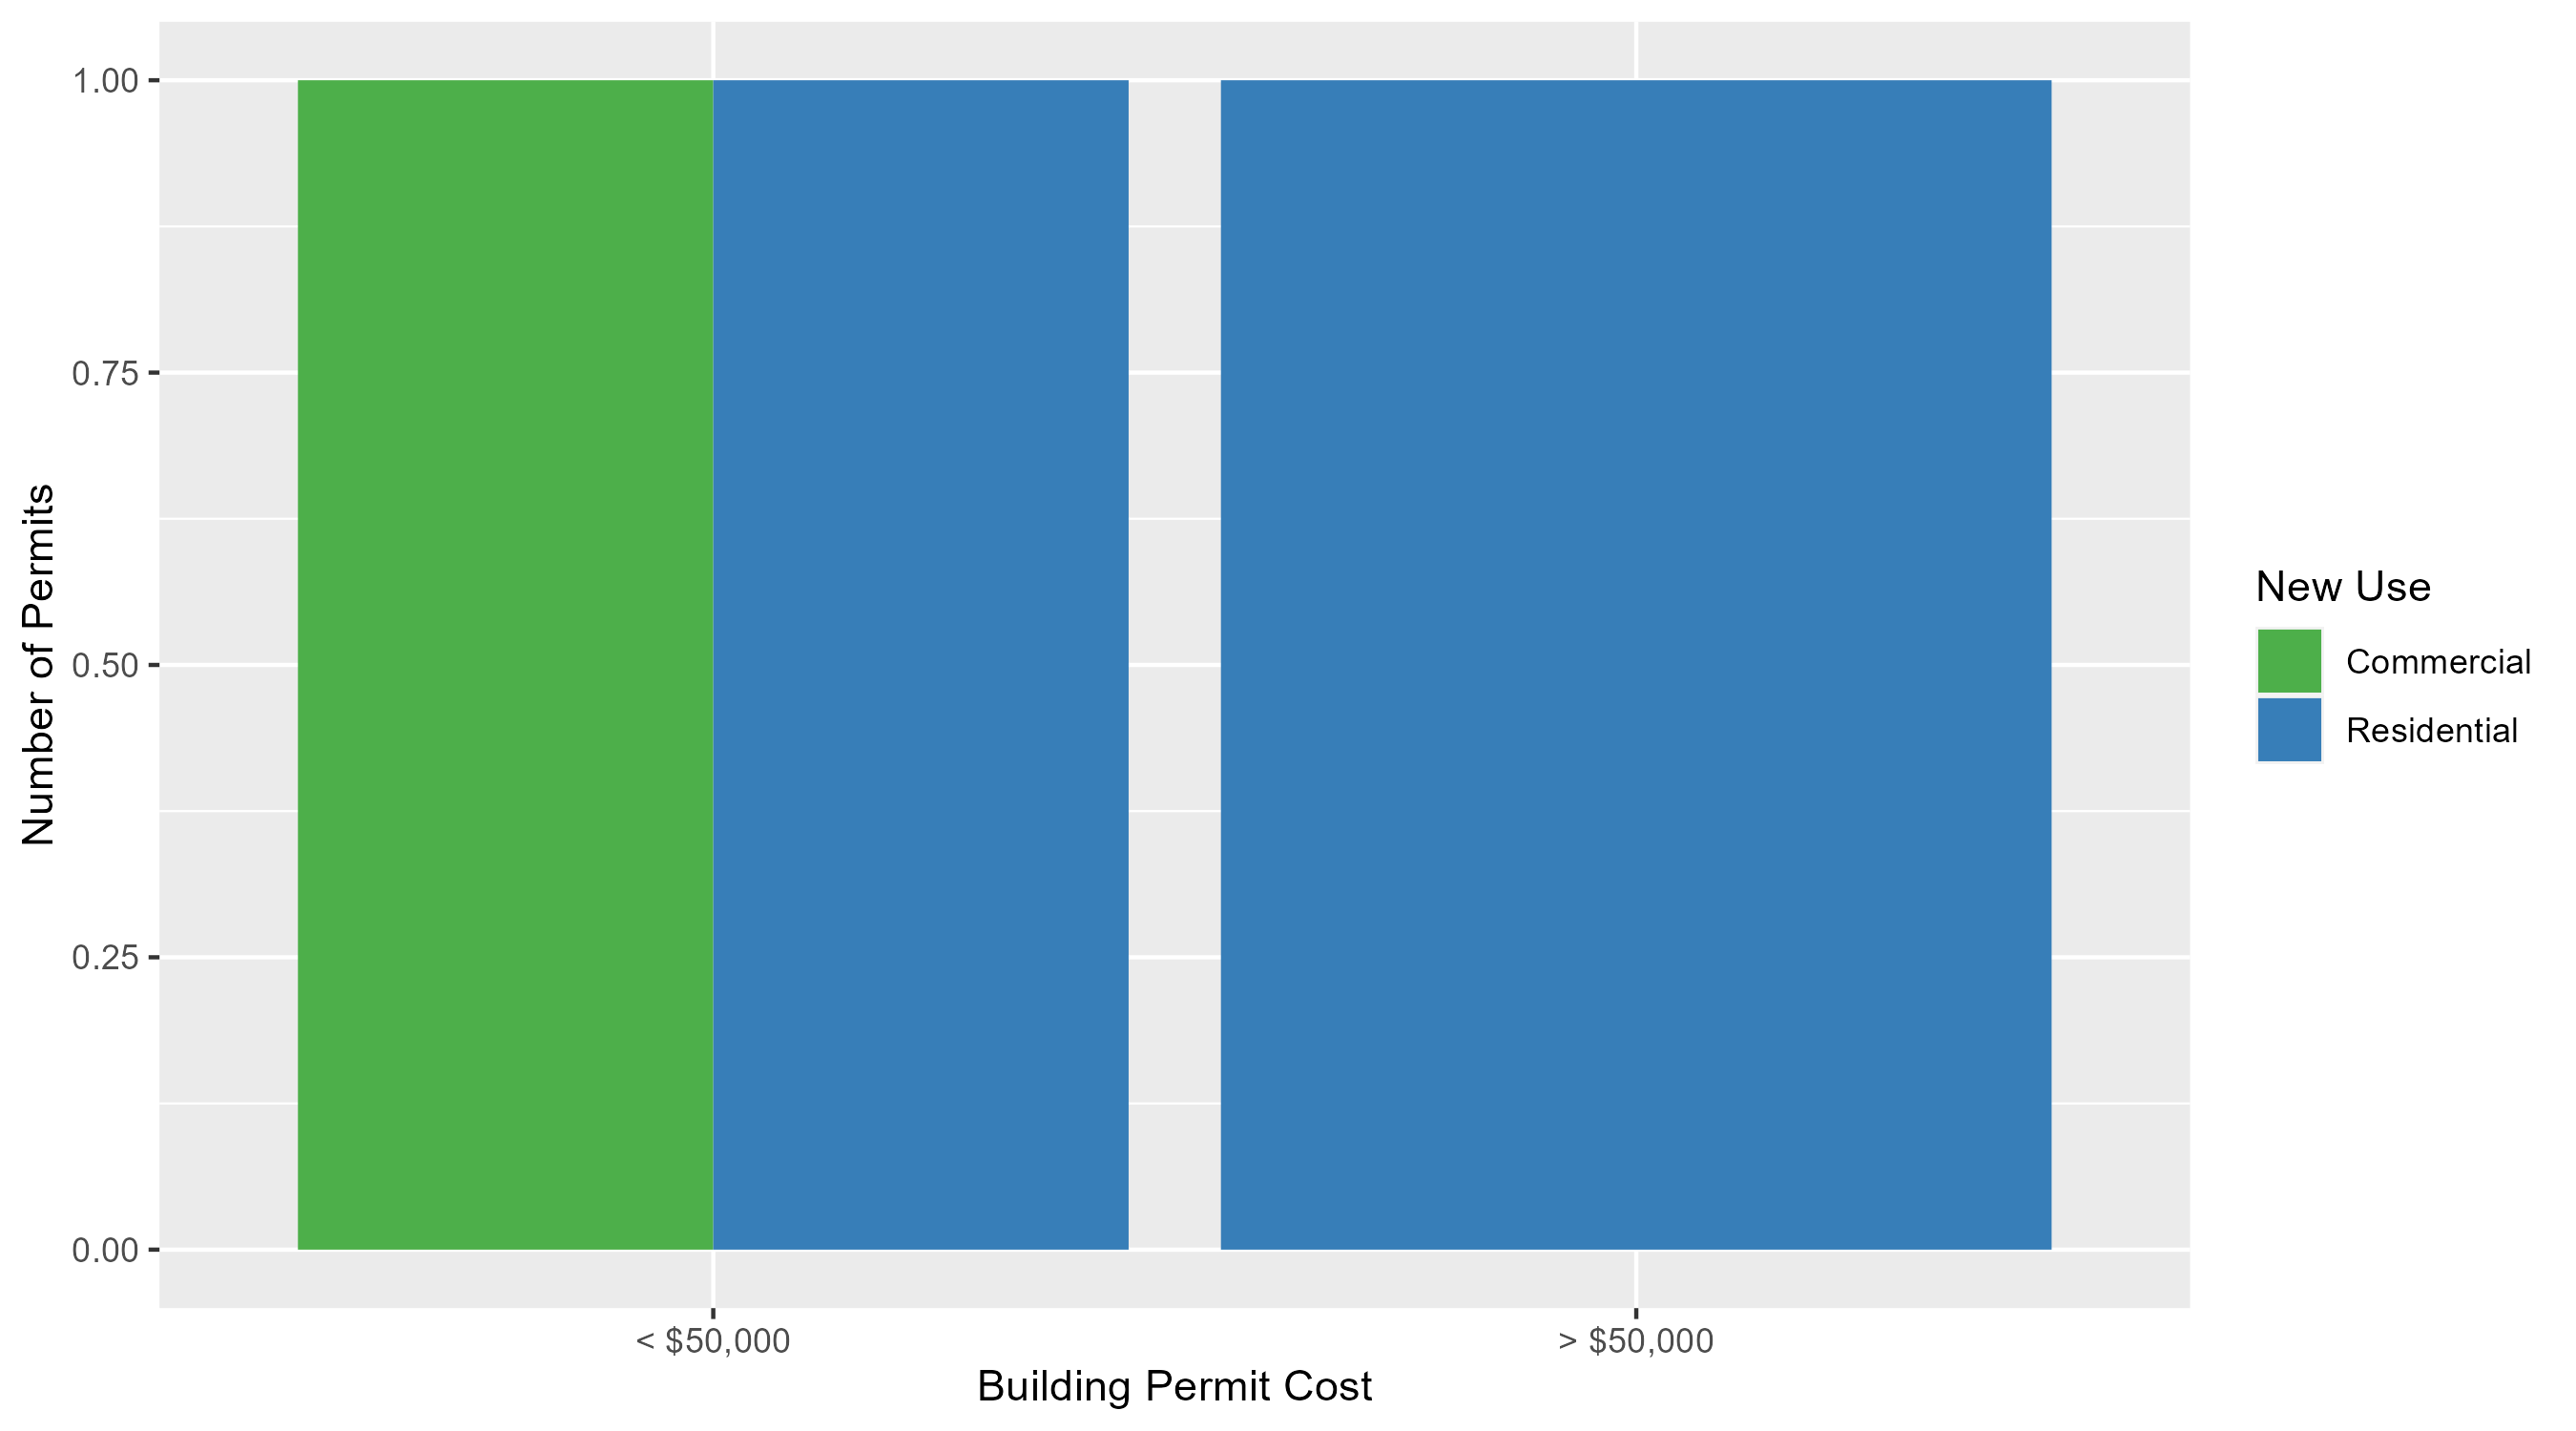 1.00
0.75
0.50
0.25
0.00
Number of Permits
< $50,000
> $50,000
Building Permit Cost
New Use
Commercial
Residential